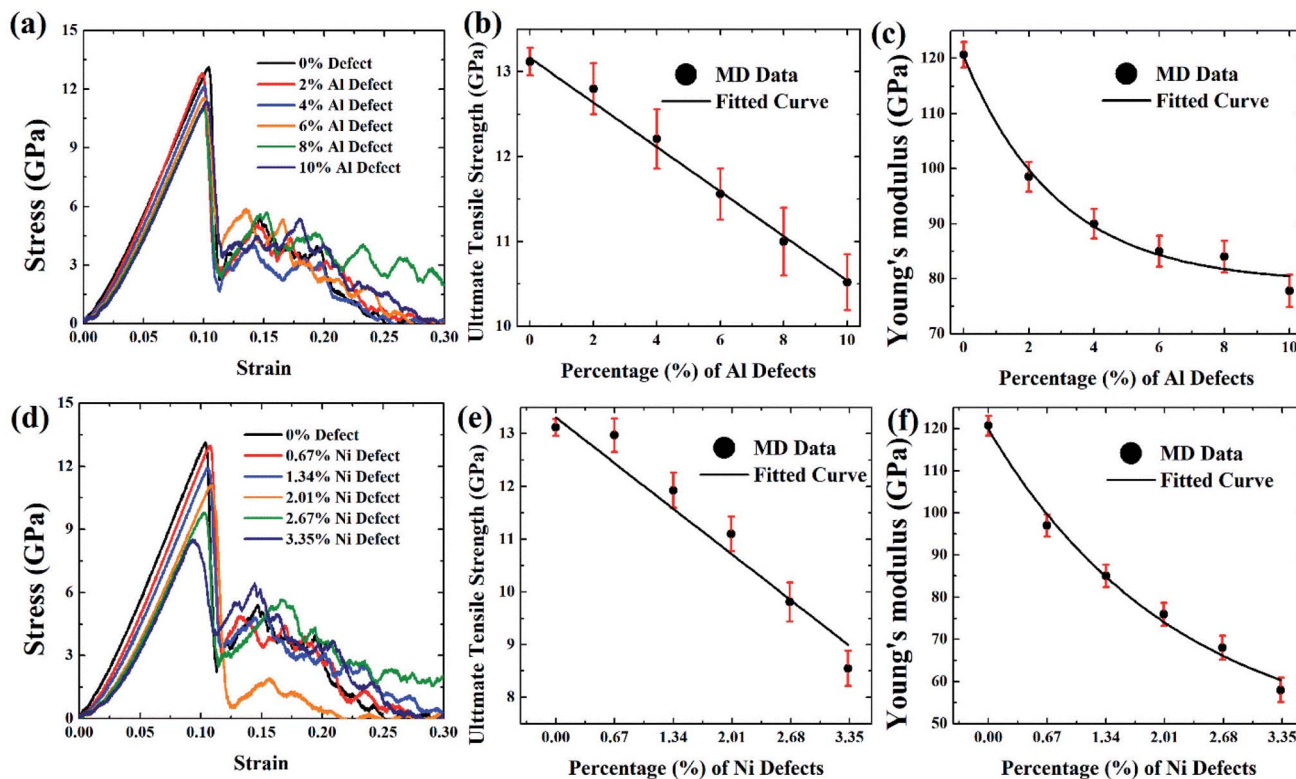 (a)
Stress (GPa)
15
12
9
6
3
0
0% Defect
2% Al Defect
4% Al Defect
6% Al Defect
8% Al Defect
10% Al Defect
0.00 0.05 0.10 0.15 0.20 0.25 0.30
Strain
(b)
Ulttmate Tensile Strength (GPa)
13
12
11
10
MD Data
Fitted Curve
0 2 4 6 8 10
Percentage (%) of Al Defects
(c)
Young's modulus (GPa)
120
110
100
90
80
70
MD Data
Fitted Curve
0 2 4 6 8 10
Percentage (%) of Al Defects
(d)
Stress (GPa)
15
12
9
6
3
0
0% Defect
0.67% Ni Defect
1.34% Ni Defect
2.01% Ni Defect
2.67% Ni Defect
3.35% Ni Defect
0.00 0.05 0.10 0.15 0.20 0.25 0.30
Strain
(e)
Ulttmate Tensile Strength (GPa)
13
12
11
10
9
8
MD Data
Fitted Curve
0.00 0.67 1.34 2.01 2.68 3.35
Percentage (%) of Ni Defects
(f)
Young's modulus (GPa)
120
110
100
90
80
70
60
50
MD Data
Fitted Curve
0.00 0.67 1.34 2.01 2.68 3.35
Percentage (%) of Ni Defects